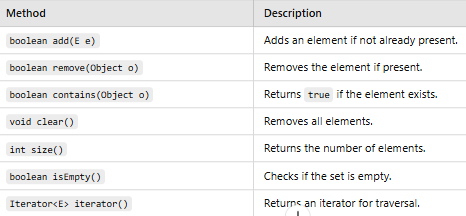 Method Description
boolean add(E e) Adds an element if not already present.
boolean remove(Object o) Removes the element if present.
boolean contains(Object o) Returns true if the element exists.
void clear() Removes all elements.
int size() Returns the number of elements.
boolean isEmpty() Checks if the set is empty.
Iterator<E> iterator() Returns an iterator for traversal.